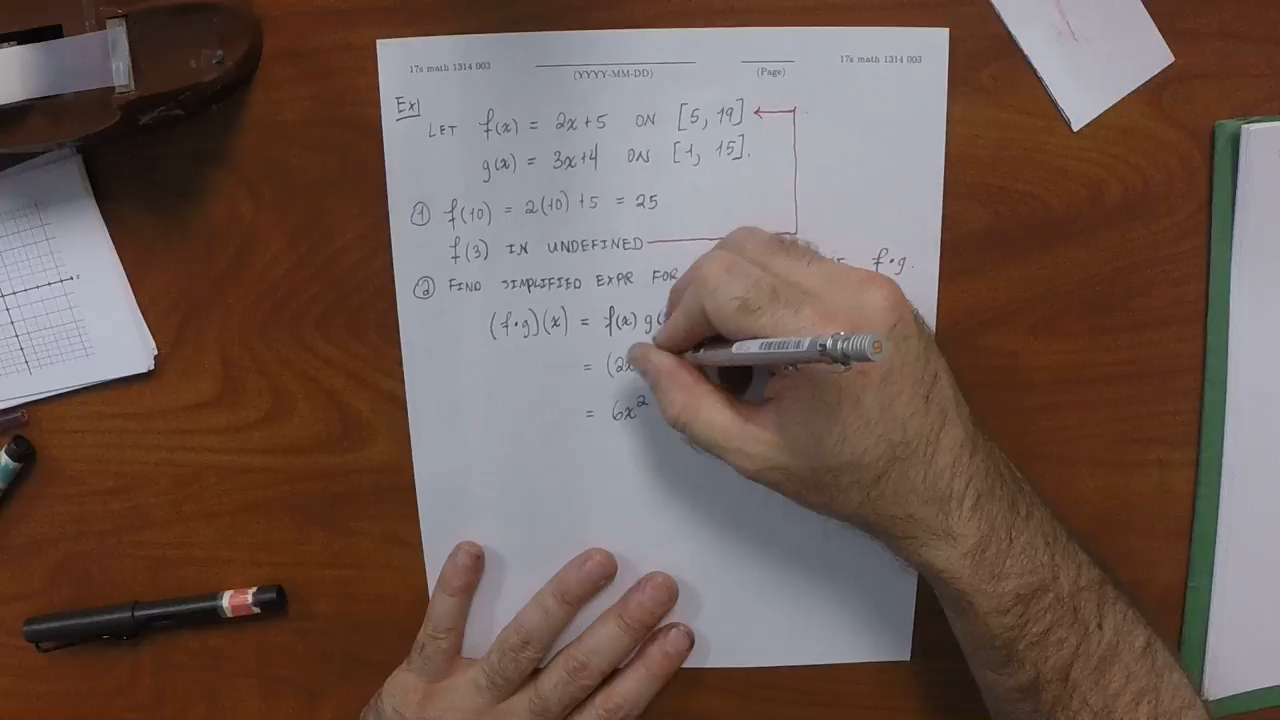 17s math 1314 003 (YYYY-MM-DD) (Page) 17s math 1314 003
Ex
LET f(x) = 2x+5 ON [5, 19]
g(x) = 3x+4 ON [1, 15].
① f(10) = 2(10) +5 = 25
f(3) IN UNDEFINED
② FIND SIMPLIFIED EXPR FOR f•g.
(f•g)(x) = f(x) g(
= (2x
= 6x²